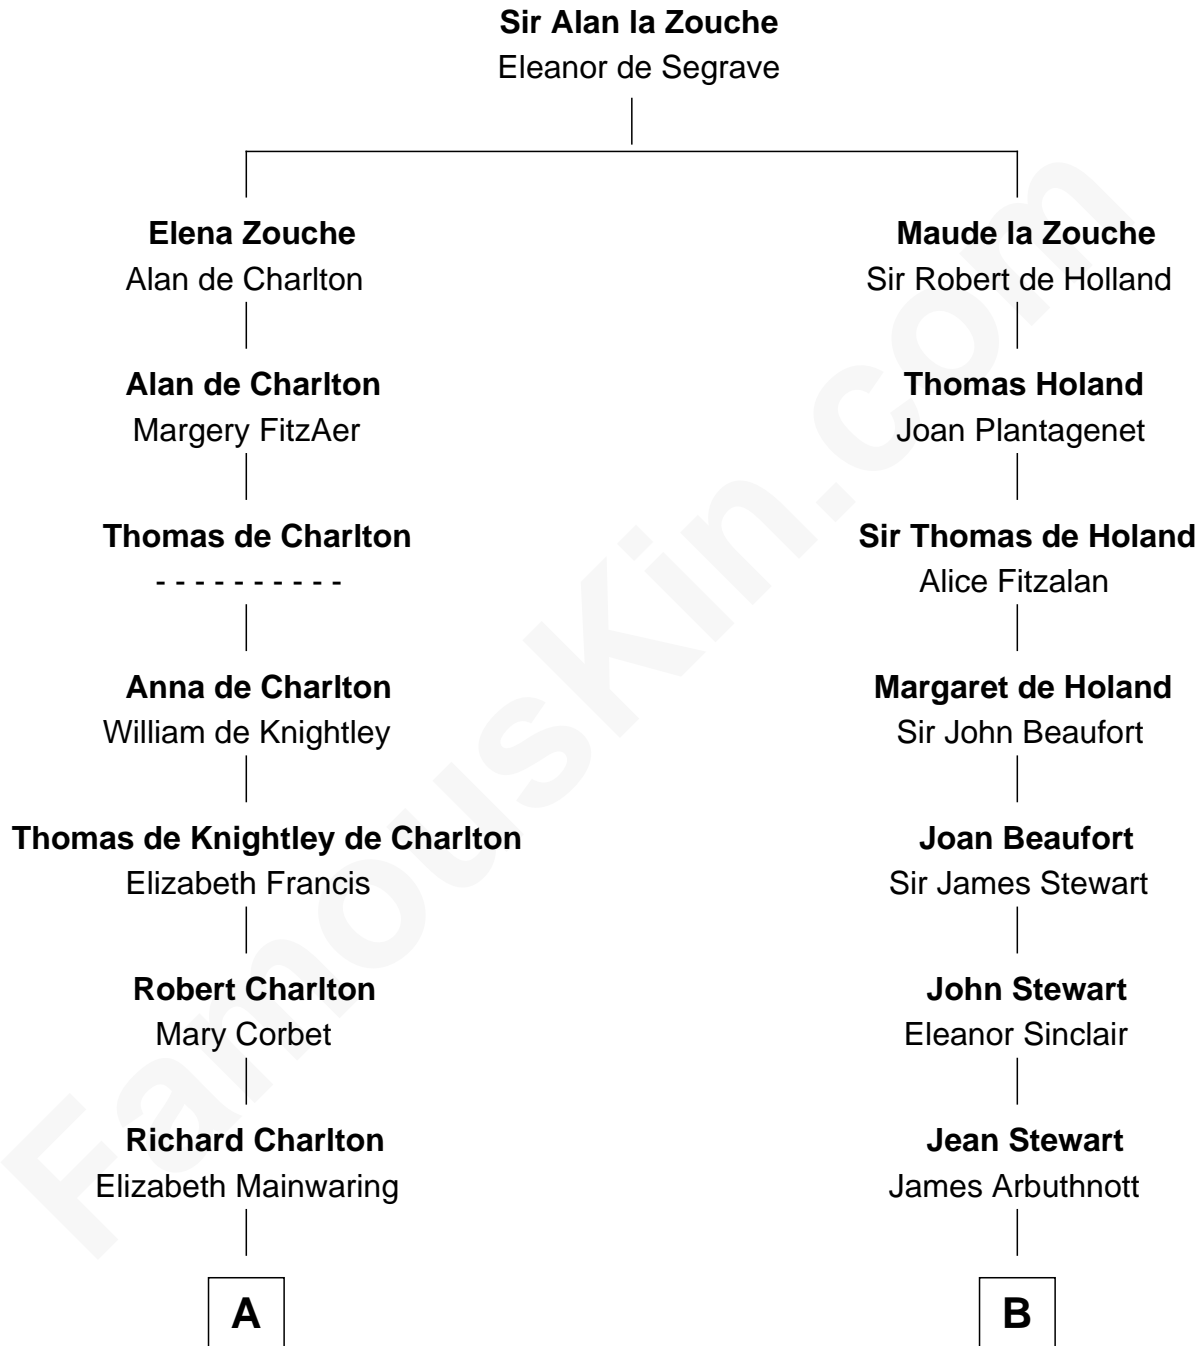 Sir Alan la Zouche
Eleanor de Segrave
Elena Zouche
Alan de Charlton
Maude la Zouche
Sir Robert de Holland
Alan de Charlton
Margery FitzAer
Thomas Holand
Joan Plantagenet
Thomas de Charlton
- - - - - - - - - -
Sir Thomas de Holand
Alice Fitzalan
Anna de Charlton
William de Knightley
Margaret de Holand
Sir John Beaufort
Thomas de Knightley de Charlton
Elizabeth Francis
Joan Beaufort
Sir James Stewart
Robert Charlton
Mary Corbet
John Stewart
Eleanor Sinclair
Richard Charlton
Elizabeth Mainwaring
Jean Stewart
James Arbuthnott
A
B
FamousKin.com